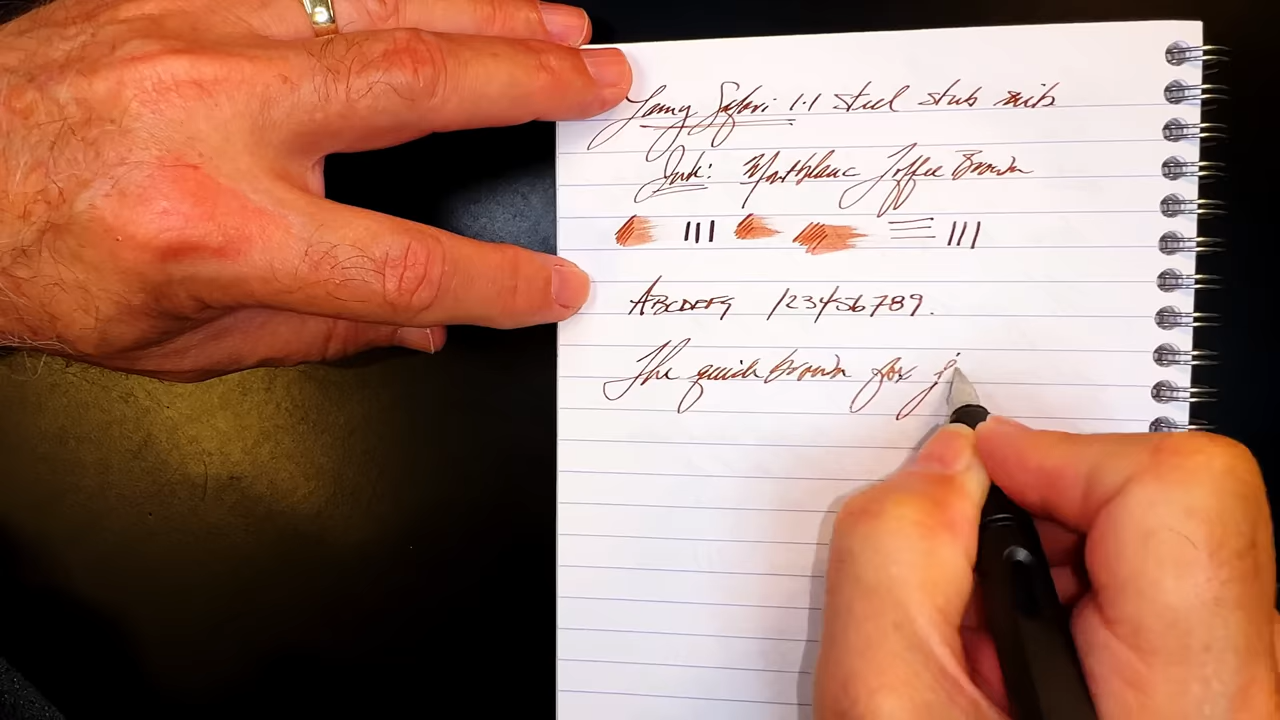 Lamy Safari 1.1 steel stub nib
Ink: Montblanc Toffee Brown
ABCDEFG 123456789.
The quick brown fox j